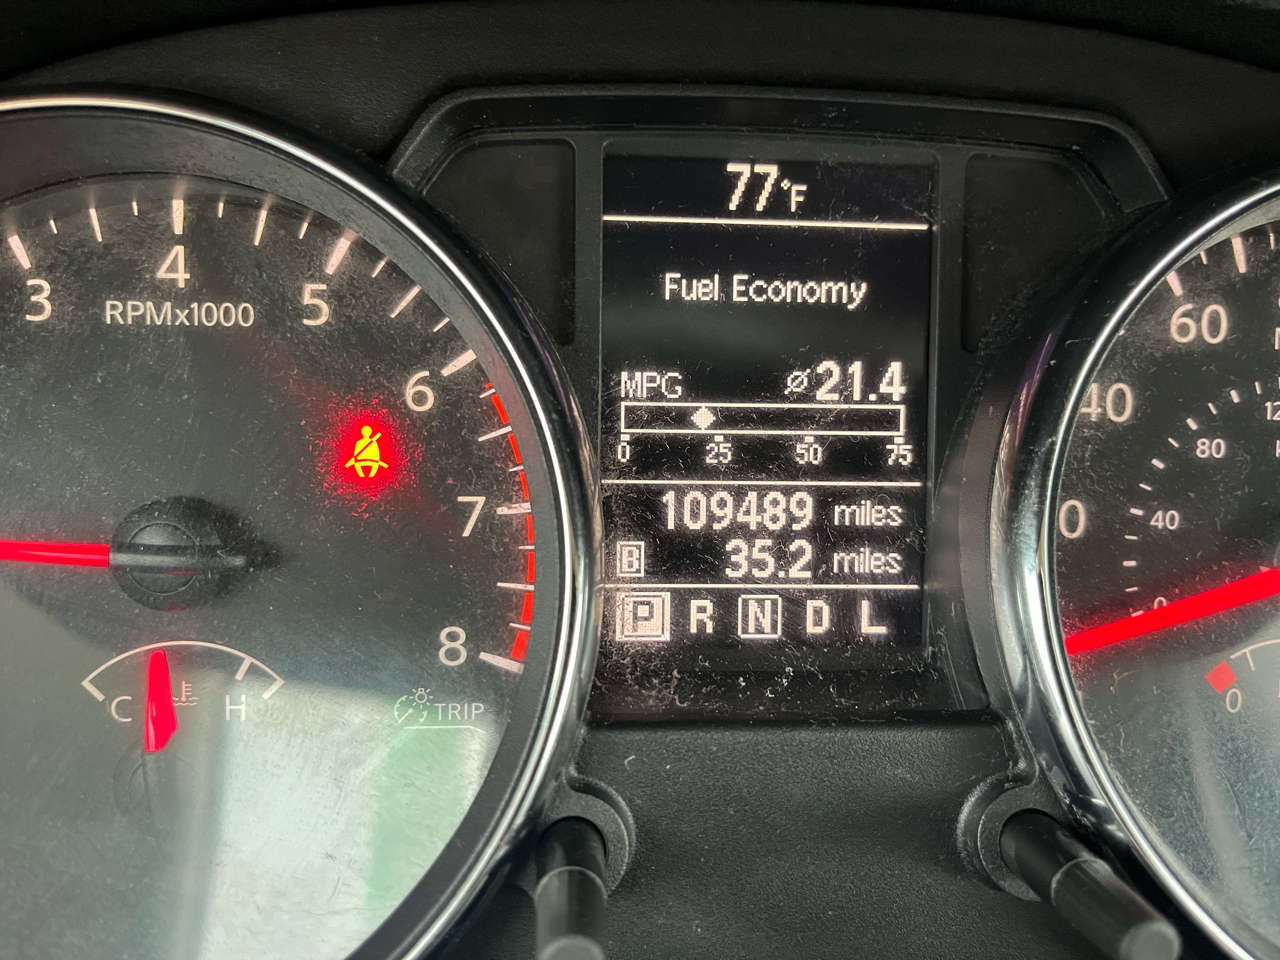 3 4 5 6 7 8
RPMx1000
C H
TRIP
77°F
Fuel Economy
MPG ø21.4
0 25 50 75
109489 miles
B 35.2 miles
P R N D L
60
40
80
40
0
0